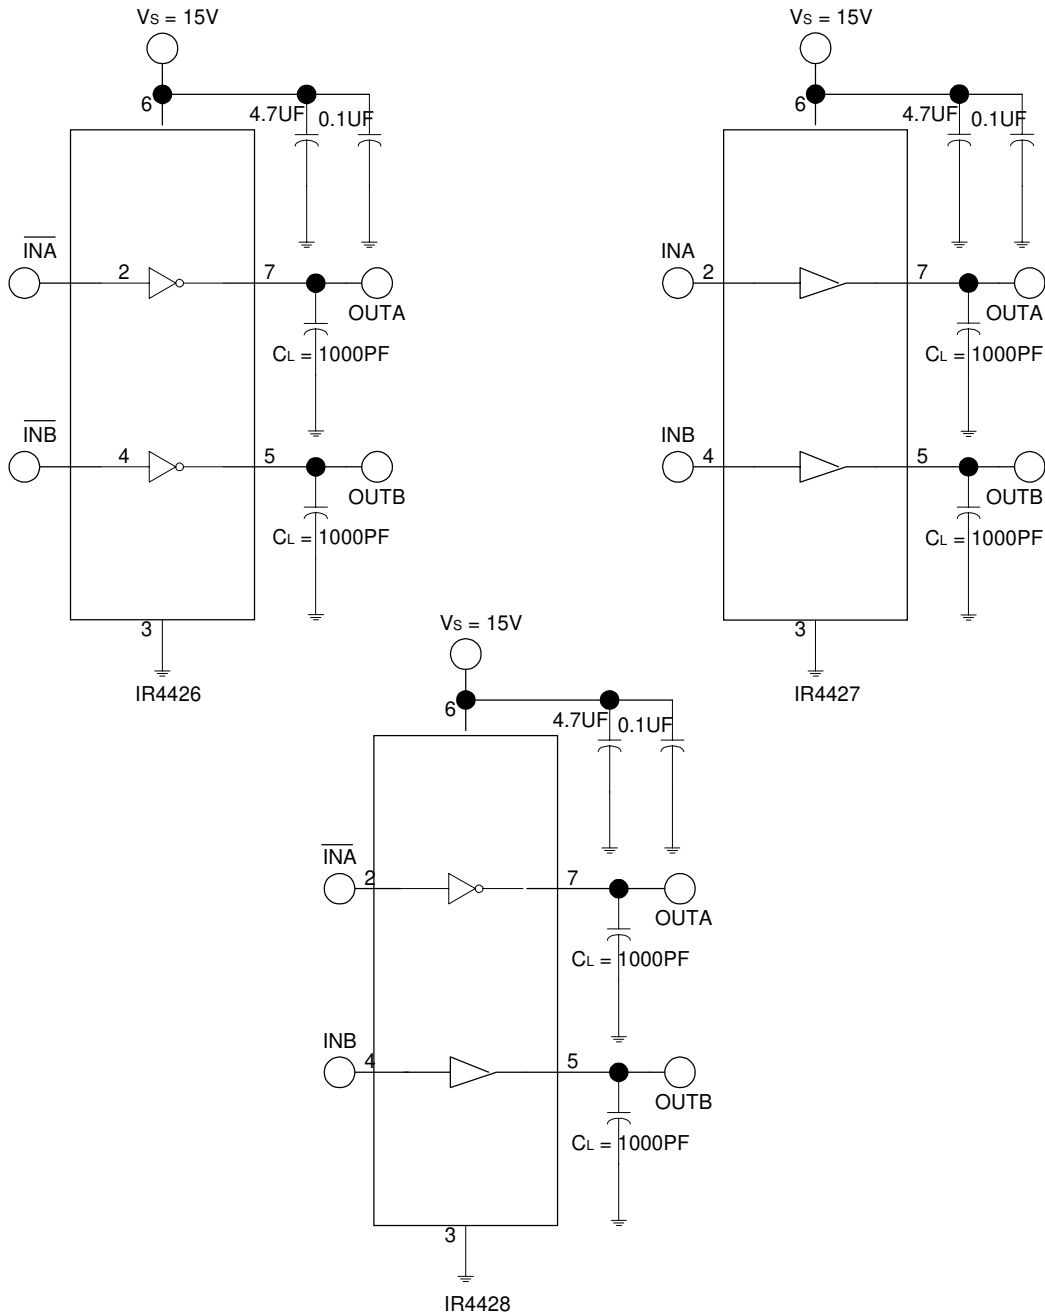 Vs = 15V
6
4.7UF
0.1UF
INA
2
7
OUTA
CL = 1000PF
INB
4
5
OUTB
CL = 1000PF
3
IR4426
Vs = 15V
6
4.7UF
0.1UF
INA
2
7
OUTA
CL = 1000PF
INB
4
5
OUTB
CL = 1000PF
3
IR4427
Vs = 15V
6
4.7UF
0.1UF
INA
2
7
OUTA
CL = 1000PF
INB
4
5
OUTB
CL = 1000PF
3
IR4428